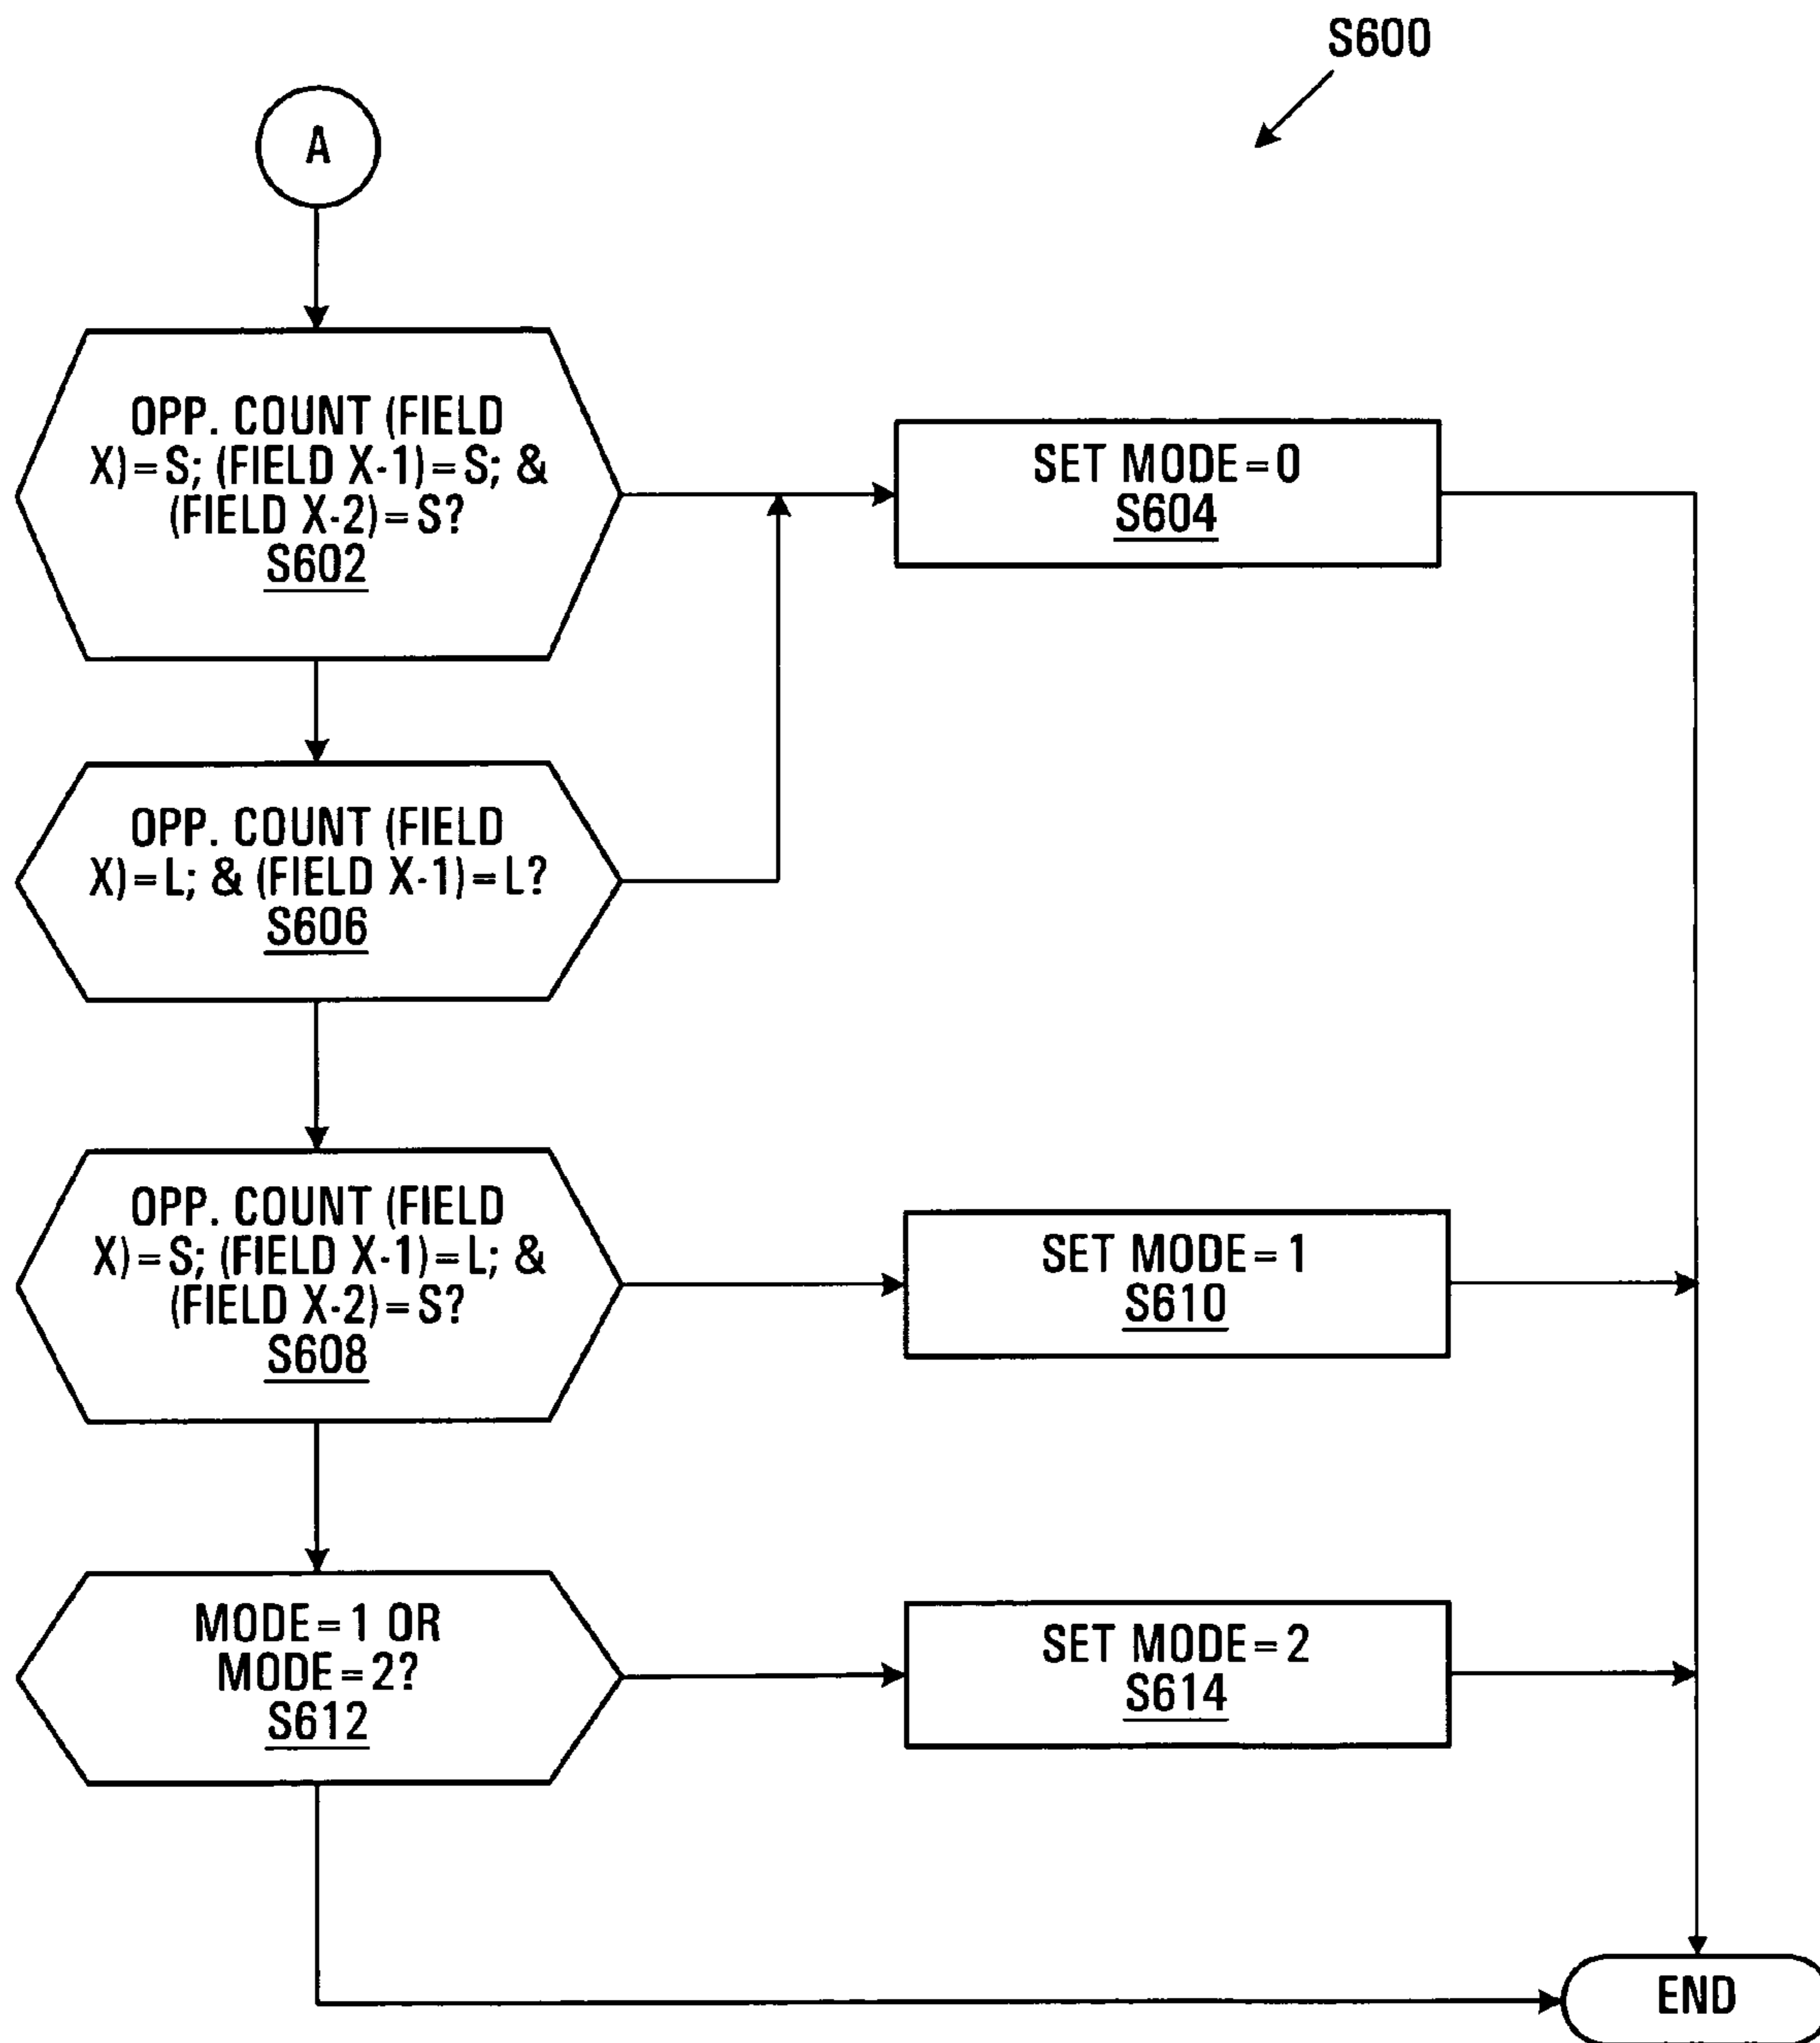 S600
A
OPP. COUNT (FIELD
X)=S; (FIELD X-1)=S; &
(FIELD X-2)=S?
S602
SET MODE=0
S604
OPP. COUNT (FIELD
X)=L; & (FIELD X-1)=L?
S606
OPP. COUNT (FIELD
X)=S; (FIELD X-1)=L; &
(FIELD X-2)=S?
S608
SET MODE=1
S610
MODE=1 OR
MODE=2?
S612
SET MODE=2
S614
END